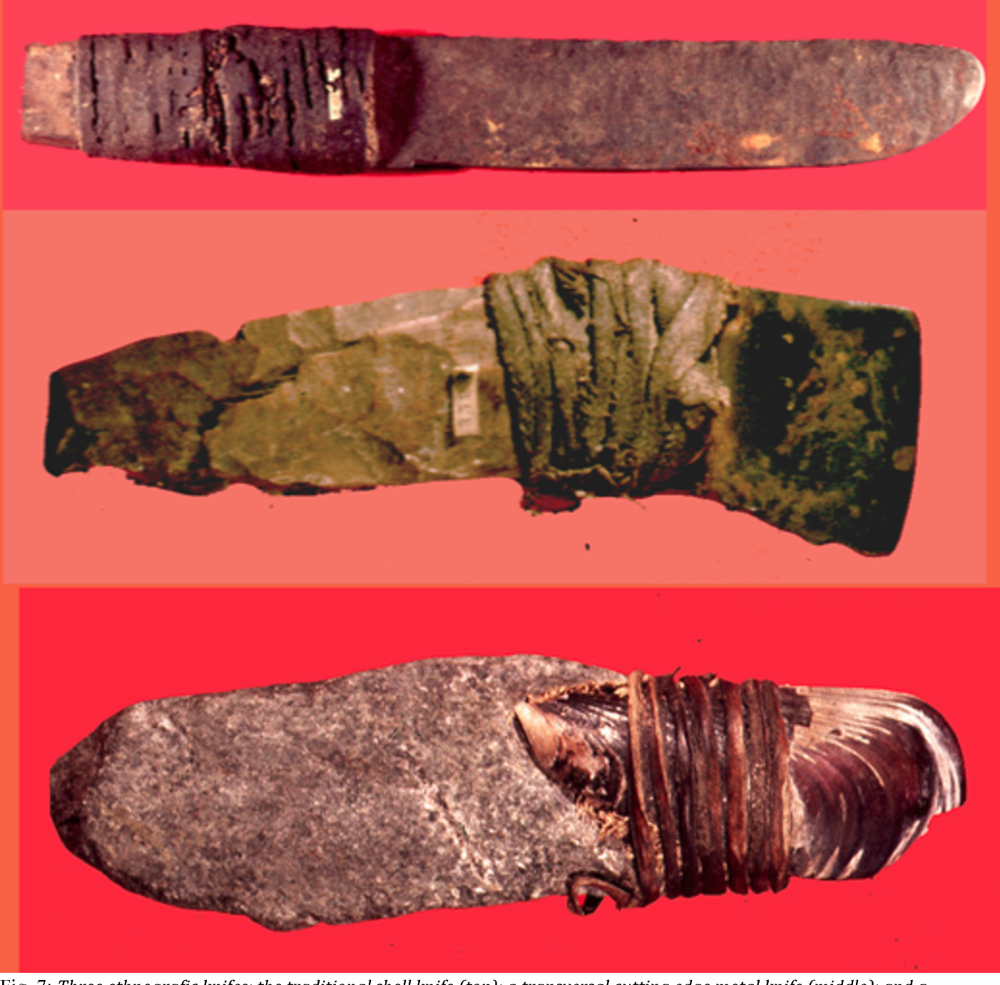 Fig. 7: Three ethnografic knifes: the traditional shell knife (top); a transversal cutting edge metal knife (middle); and a